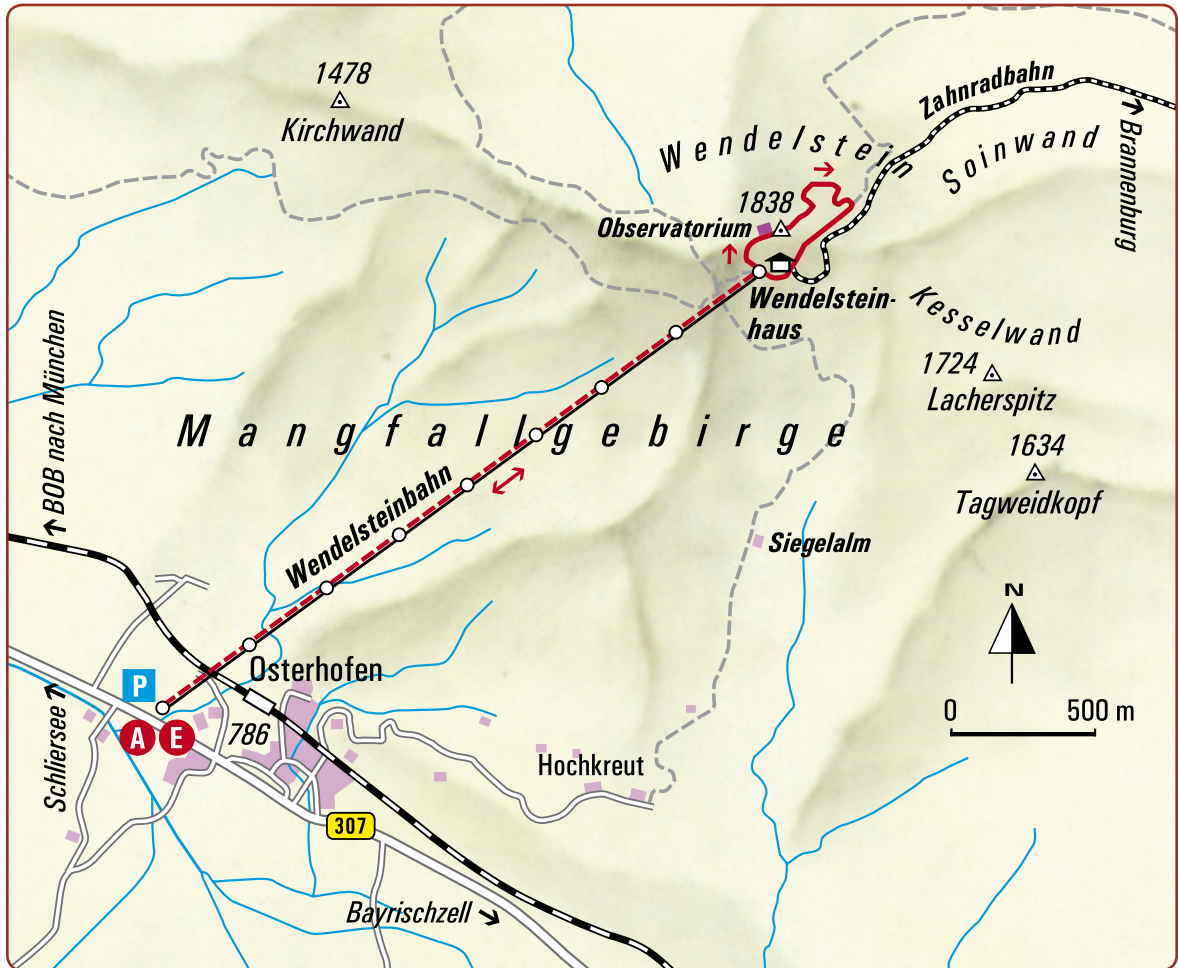 1478
Kirchwand
Zahnradbahn
Brannenburg
Wendelstein
Soinwand
1838
Observatorium
Wendelstein-
haus
Kesselwand
1724
Lacherspitz
1634
Tagweidkopf
BOB nach München
Mangfallgebirge
Wendelsteinbahn
Siegelalm
N
0 500 m
Osterhofen
P
A E
786
Schliersee
Hochkreut
307
Bayrischzell